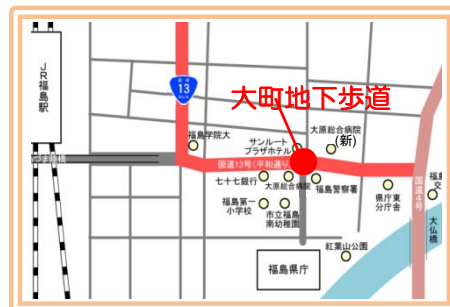 JR福島駅
国道
13
大町地下歩道
福島学院大
サンルート
プラザホテル
大原総合病院
(新)
国道13号(平和通り)
七十七銀行
大原総合病院
福島警察署
国道4号
県庁東
分庁舎
福島第一
小学校
市立福島
南幼稚園
大仏橋
紅葉山公園
福島県庁